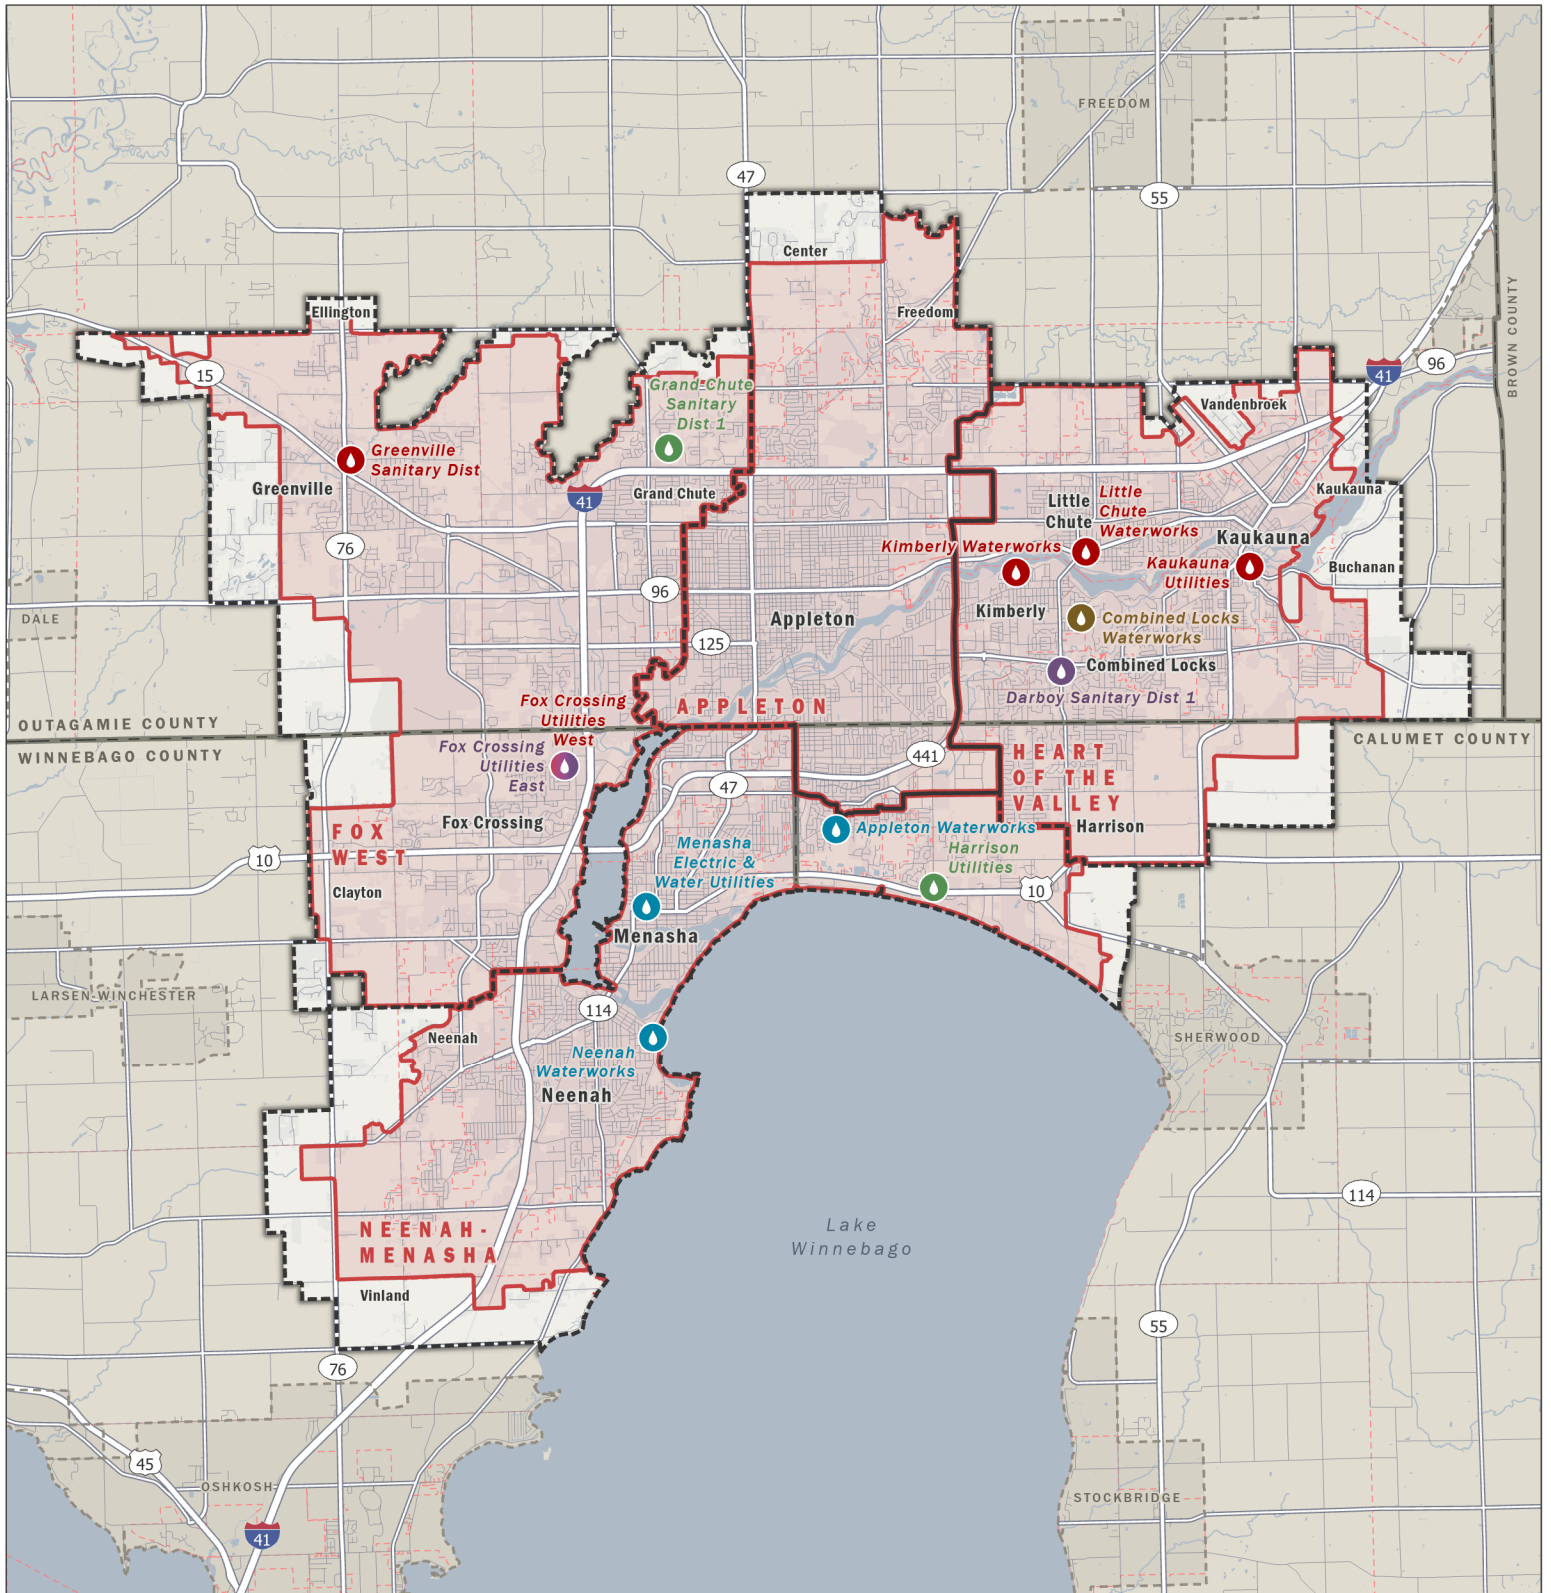 FREEDOM
47
55
Center
Ellington
Freedom
BROWN COUNTY
15
41
96
Grand Chute
Sanitary
Dist 1
Vandenbroek
Greenville
Sanitary Dist
Greenville
41
Grand Chute
Little
Chute
Little
Chute
Waterworks
Kaukauna
76
Kimberly Waterworks
Kaukauna
Kaukauna
Utilities
Buchanan
96
DALE
Appleton
Kimberly
Combined Locks
Waterworks
125
Combined Locks
Darboy Sanitary Dist 1
Fox Crossing
Utilities
West
APPLETON
OUTAGAMIE COUNTY
WINNEBAGO COUNTY
CALUMET COUNTY
Fox Crossing
Utilities
East
441
HEART
OF THE
VALLEY
47
Fox Crossing
FOX
WEST
Appleton Waterworks
Harrison
Menasha
Electric &
Water Utilities
Harrison
Utilities
10
Clayton
10
Menasha
LARSEN-WINCHESTER
114
Neenah
SHERWOOD
Neenah
Waterworks
Neenah
114
NEENAH-
MENASHA
Lake
Winnebago
Vinland
55
76
45
OSHKOSH
STOCKBRIDGE
41